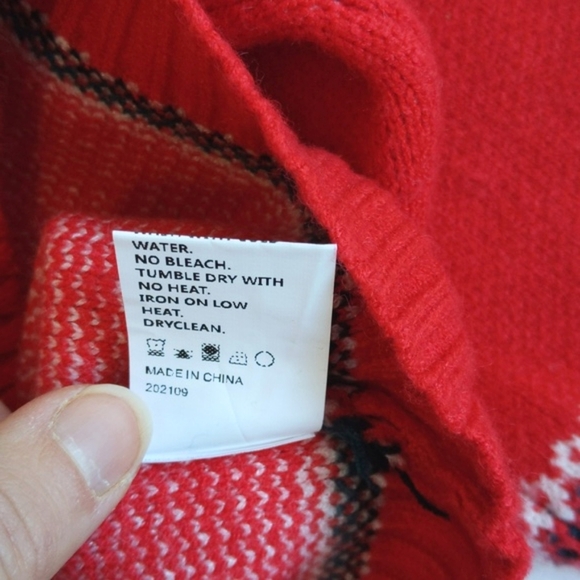 WATER.
NO BLEACH.
TUMBLE DRY WITH
NO HEAT.
IRON ON LOW
HEAT.
DRYCLEAN.
MADE IN CHINA
202109